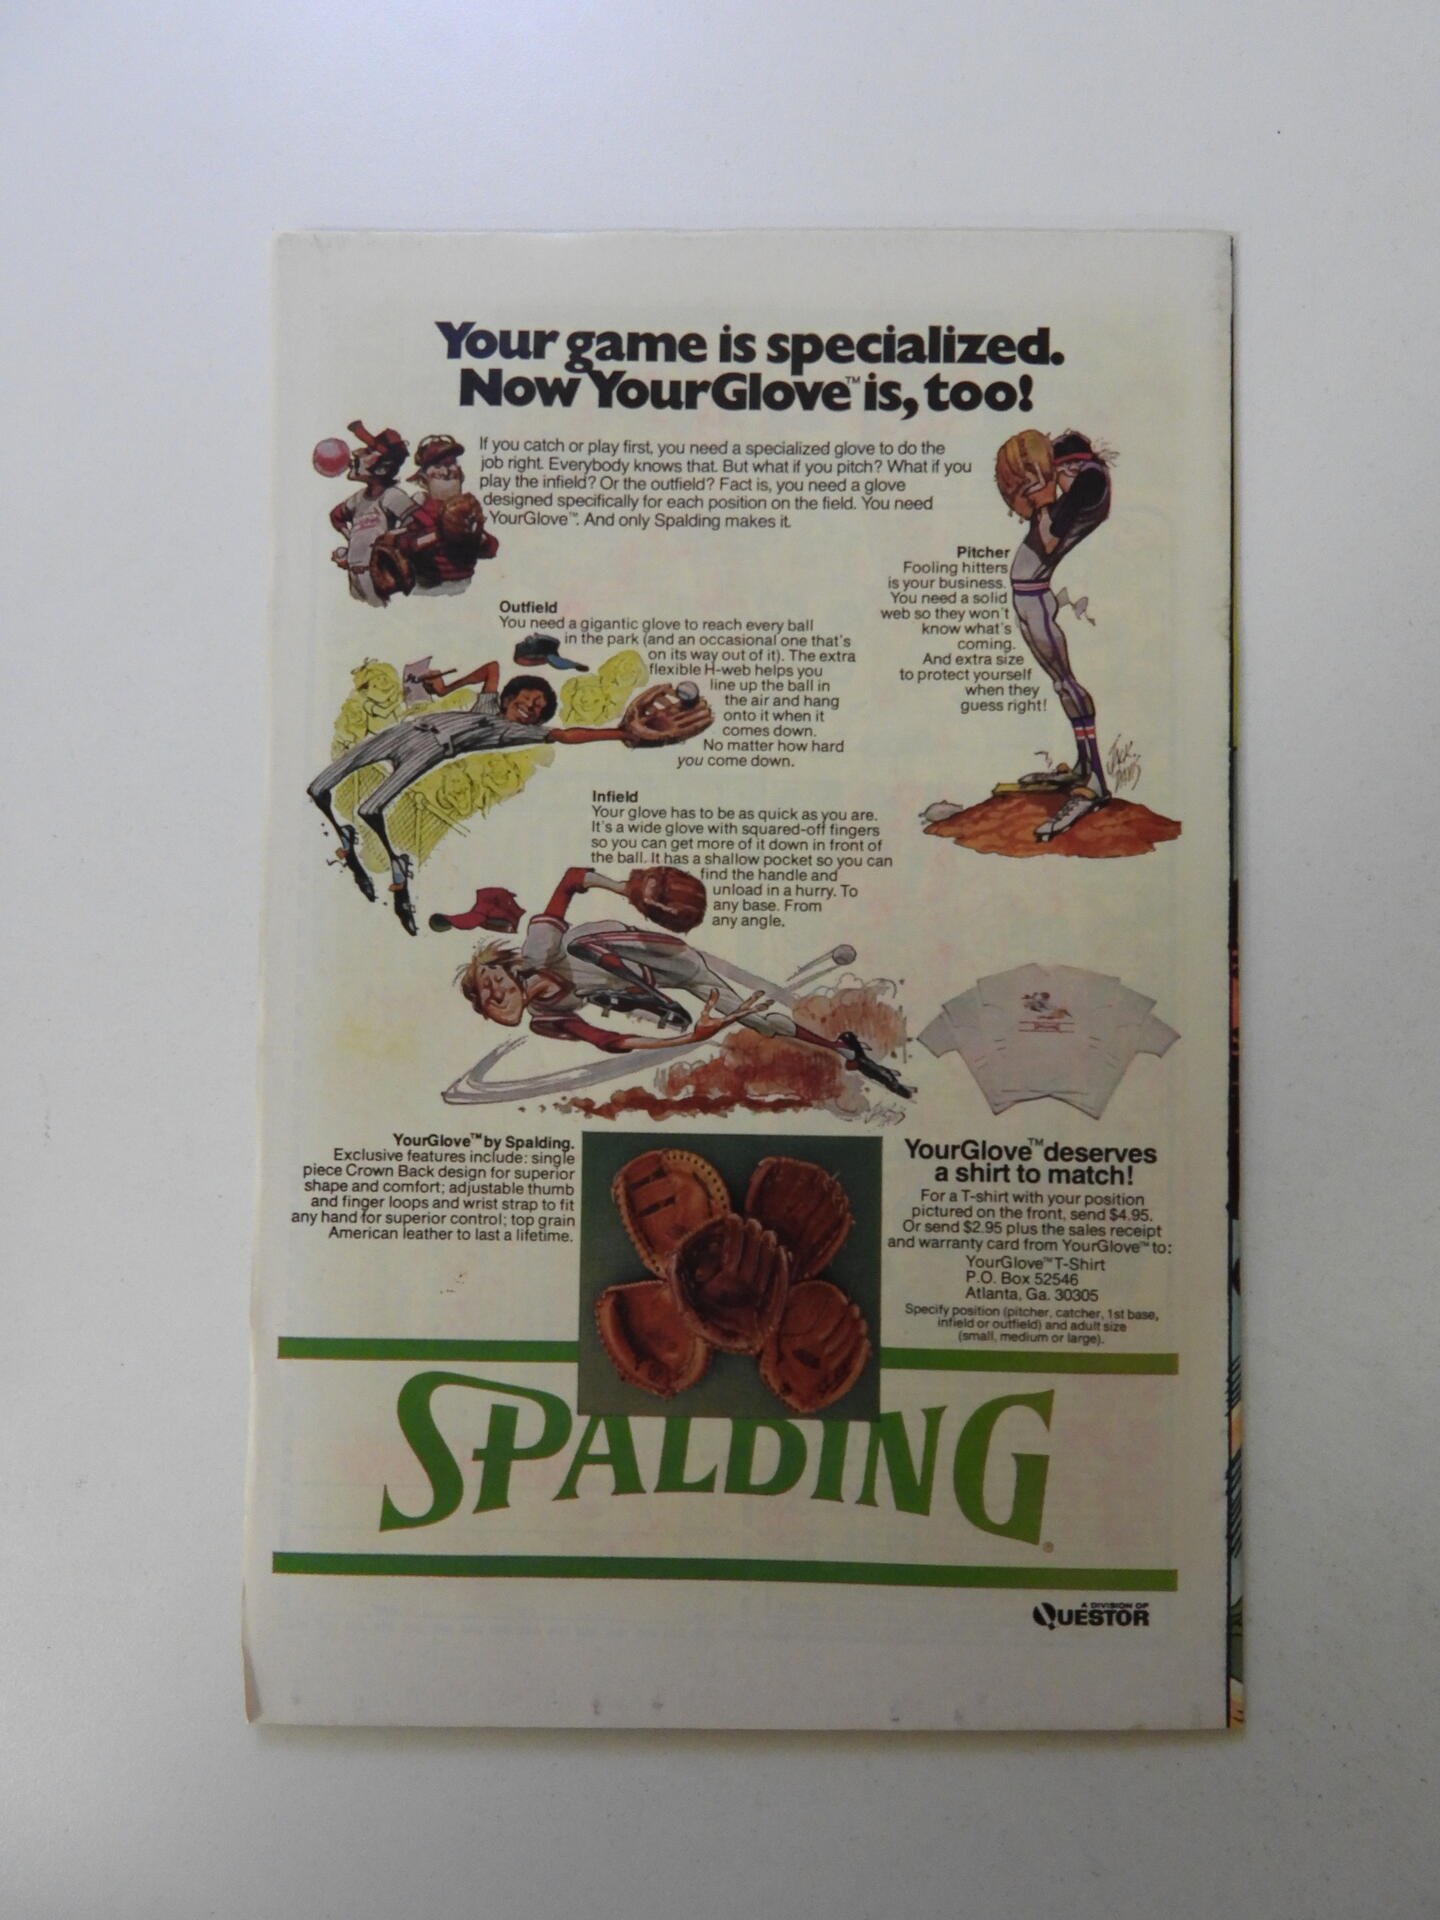 Your game is specialized.
Now YourGlove™ is, too!
If you catch or play first, you need a specialized glove to do the
job right. Everybody knows that. But what if you pitch? What if you
play the infield? Or the outfield? Fact is, you need a glove
designed specifically for each position on the field. You need
YourGlove™. And only Spalding makes it.
Pitcher
Fooling hitters
is your business.
You need a solid
web so they won't
know what's
coming.
And extra size
to protect yourself
when they
guess right!
JACK
DAVIS
Outfield
You need a gigantic glove to reach every ball
in the park (and an occasional one that's
on its way out of it). The extra
flexible H-web helps you
line up the ball in
the air and hang
onto it when it
comes down.
No matter how hard
you come down.
Infield
Your glove has to be as quick as you are.
It's a wide glove with squared-off fingers
so you can get more of it down in front of
the ball. It has a shallow pocket so you can
find the handle and
unload in a hurry. To
any base. From
any angle.
YourGlove™ by Spalding.
Exclusive features include: single
piece Crown Back design for superior
shape and comfort; adjustable thumb
and finger loops and wrist strap to fit
any hand for superior control; top grain
American leather to last a lifetime.
YourGlove™ deserves
a shirt to match!
For a T-shirt with your position
pictured on the front, send $4.95.
Or send $2.95 plus the sales receipt
and warranty card from YourGlove™ to:
YourGlove™ T-Shirt
P.O. Box 52546
Atlanta, Ga. 30305
Specify position (pitcher, catcher, 1st base,
infield or outfield) and adult size
(small, medium or large).
SPALDING®
A DIVISION OF
QUESTOR